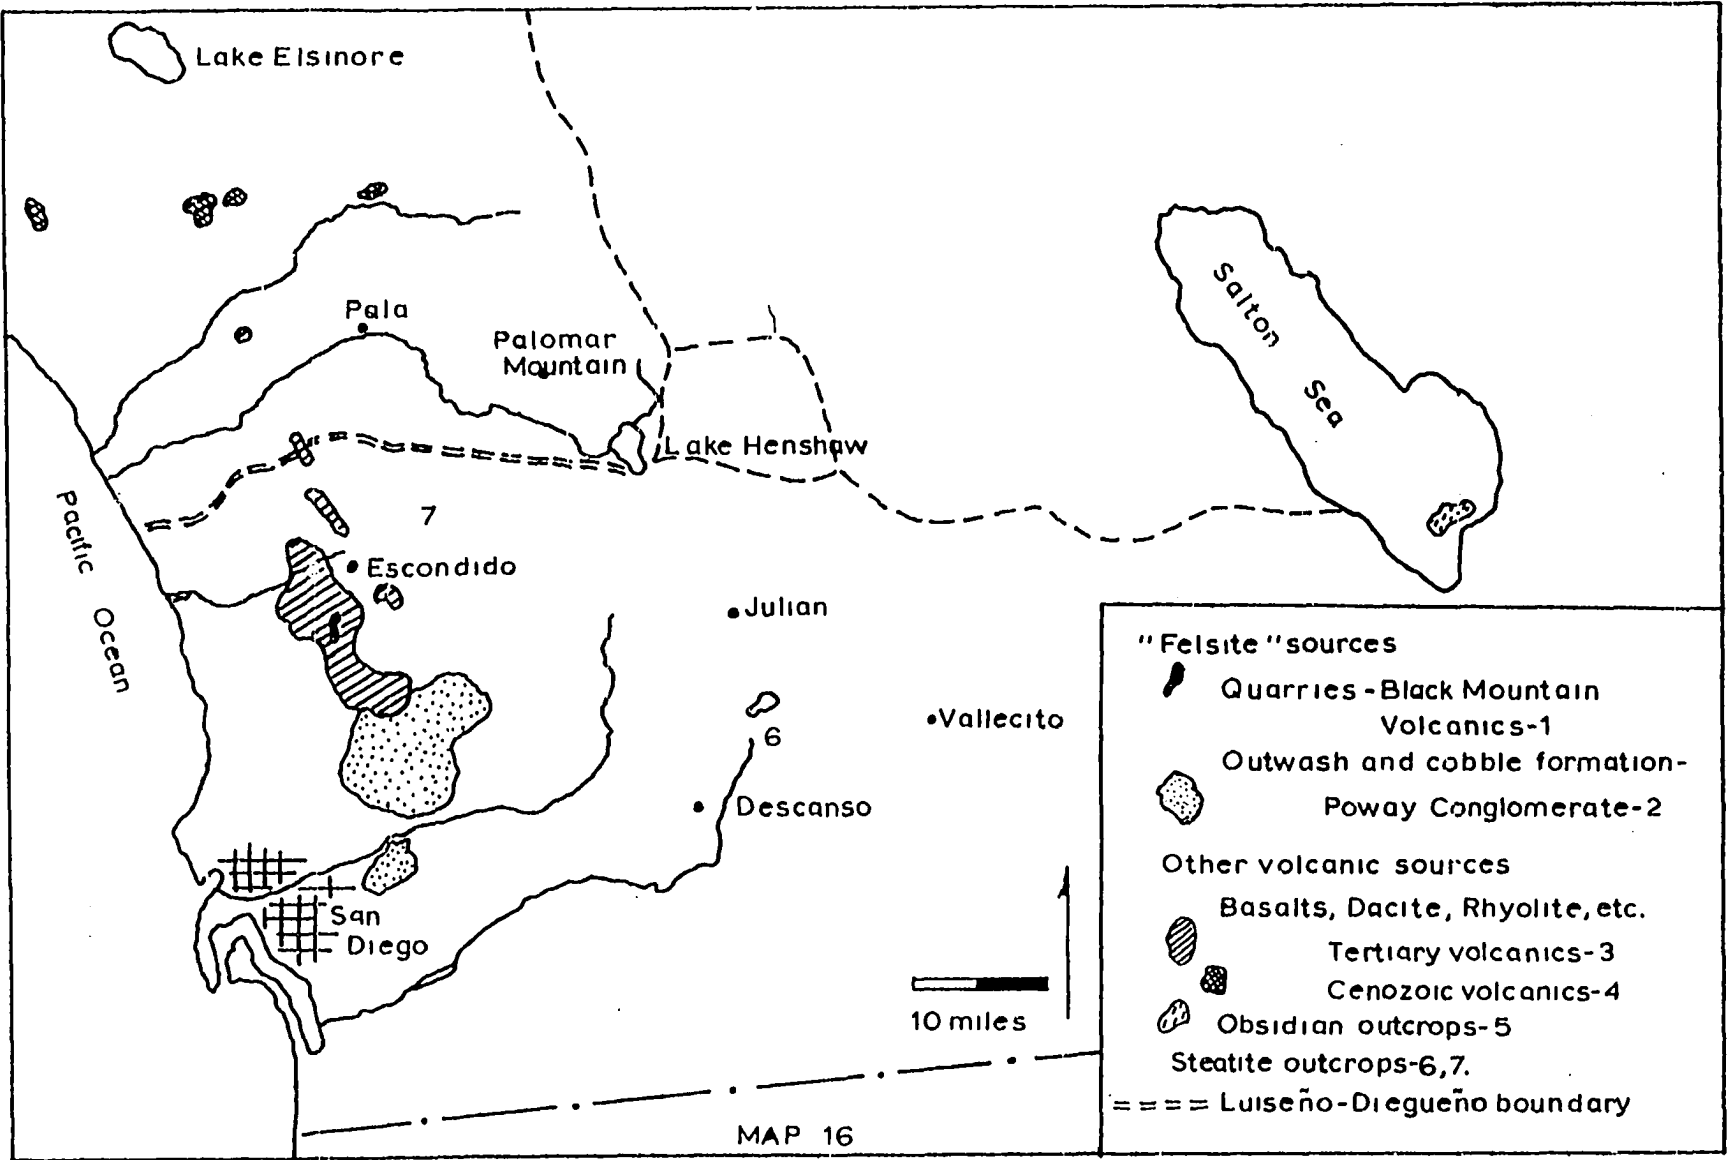 Lake Elsinore
Pala
Palomar
Mountain
Lake Henshaw
Salton
Sea
Pacific
Ocean
7
Escondido
Julian
6
Vallecito
Descanso
San
Diego
10 miles
MAP 16
"Felsite" sources
Quarries - Black Mountain
Volcanics-1
Outwash and cobble formation-
Poway Conglomerate-2
Other volcanic sources
Basalts, Dacite, Rhyolite, etc.
Tertiary volcanics-3
Cenozoic volcanics-4
Obsidian outcrops-5
Steatite outcrops-6,7.
Luiseño-Diegueño boundary